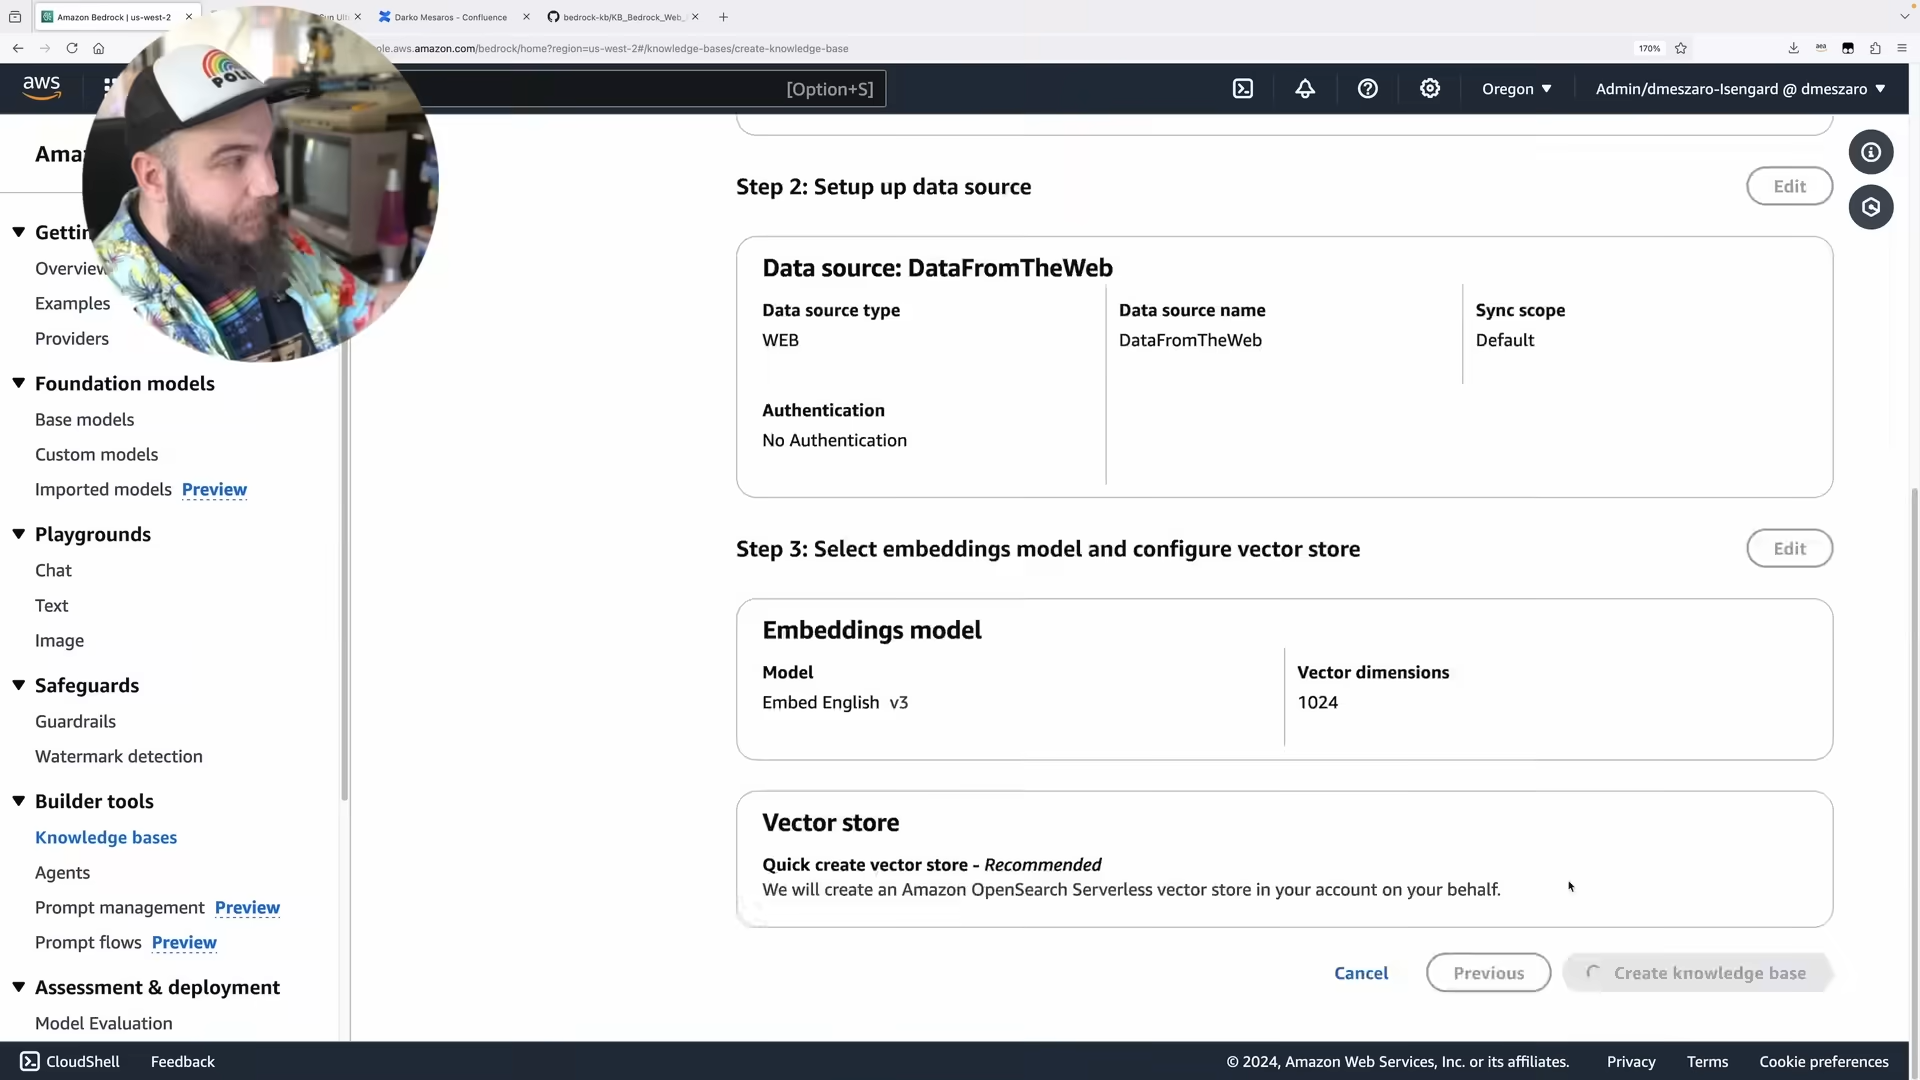 Amazon Bedrock | us-west-2
Darko Mesaros - Confluence
bedrock-kb/KB_Bedrock_Web_
.aws.amazon.com/bedrock/home?region=us-west-2#/knowledge-bases/create-knowledge-base
170%
aws
[Option+S]
Oregon
Admin/dmeszaro-Isengard @ dmeszaro
POL
Step 2: Setup up data source
Edit
Data source: DataFromTheWeb
Data source type
WEB
Data source name
DataFromTheWeb
Sync scope
Default
Authentication
No Authentication
Step 3: Select embeddings model and configure vector store
Edit
Embeddings model
Model
Embed English v3
Vector dimensions
1024
Vector store
Quick create vector store - Recommended
We will create an Amazon OpenSearch Serverless vector store in your account on your behalf.
Cancel
Previous
Create knowledge base
Examples
Providers
Foundation models
Base models
Custom models
Imported models Preview
Playgrounds
Chat
Text
Image
Safeguards
Guardrails
Watermark detection
Builder tools
Knowledge bases
Agents
Prompt management Preview
Prompt flows Preview
Assessment & deployment
Model Evaluation
CloudShell
Feedback
© 2024, Amazon Web Services, Inc. or its affiliates.
Privacy
Terms
Cookie preferences